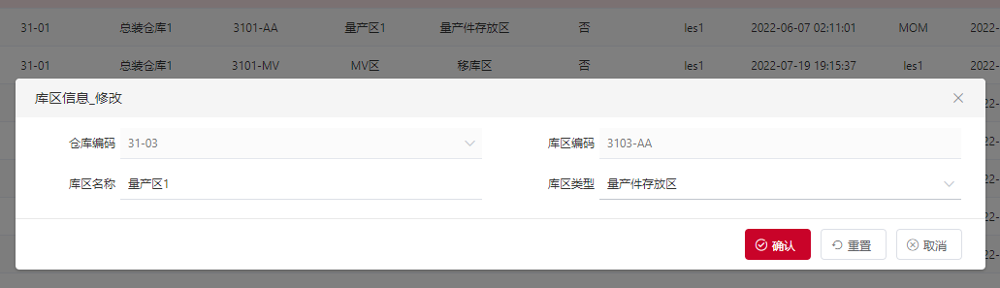 31-01 总装仓库1 3101-AA 量产区1 量产件存放区 否 les1 2022-06-07 02:11:01 MOM 2022-
31-01 总装仓库1 3101-MV MV区 移库区 否 les1 2022-07-19 19:15:37 les1 2022-
库区信息_修改
仓库编码 31-03 库区编码 3103-AA
库区名称 量产区1 库区类型 量产件存放区
确认 重置 取消